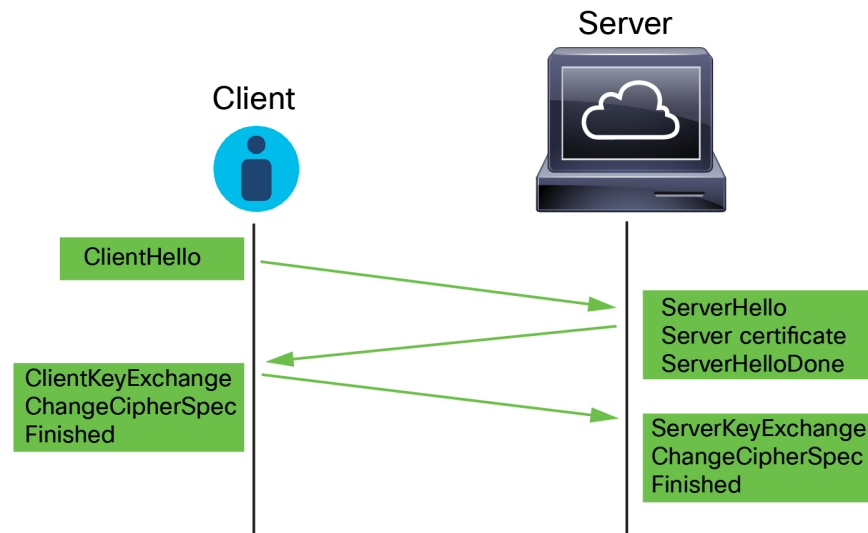 Server
Client
ClientHello
ServerHello
Server certificate
ServerHelloDone
ClientKeyExchange
ChangeCipherSpec
Finished
ServerKeyExchange
ChangeCipherSpec
Finished